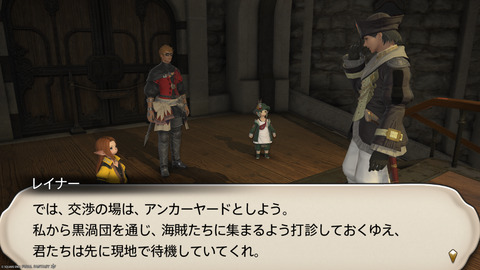 レイナー
では、交渉の場は、アンカーヤードとしよう。
私から黒渦団を通じ、海賊たちに集まるよう打診しておくゆえ、
君たちは先に現地で待機していてくれ。